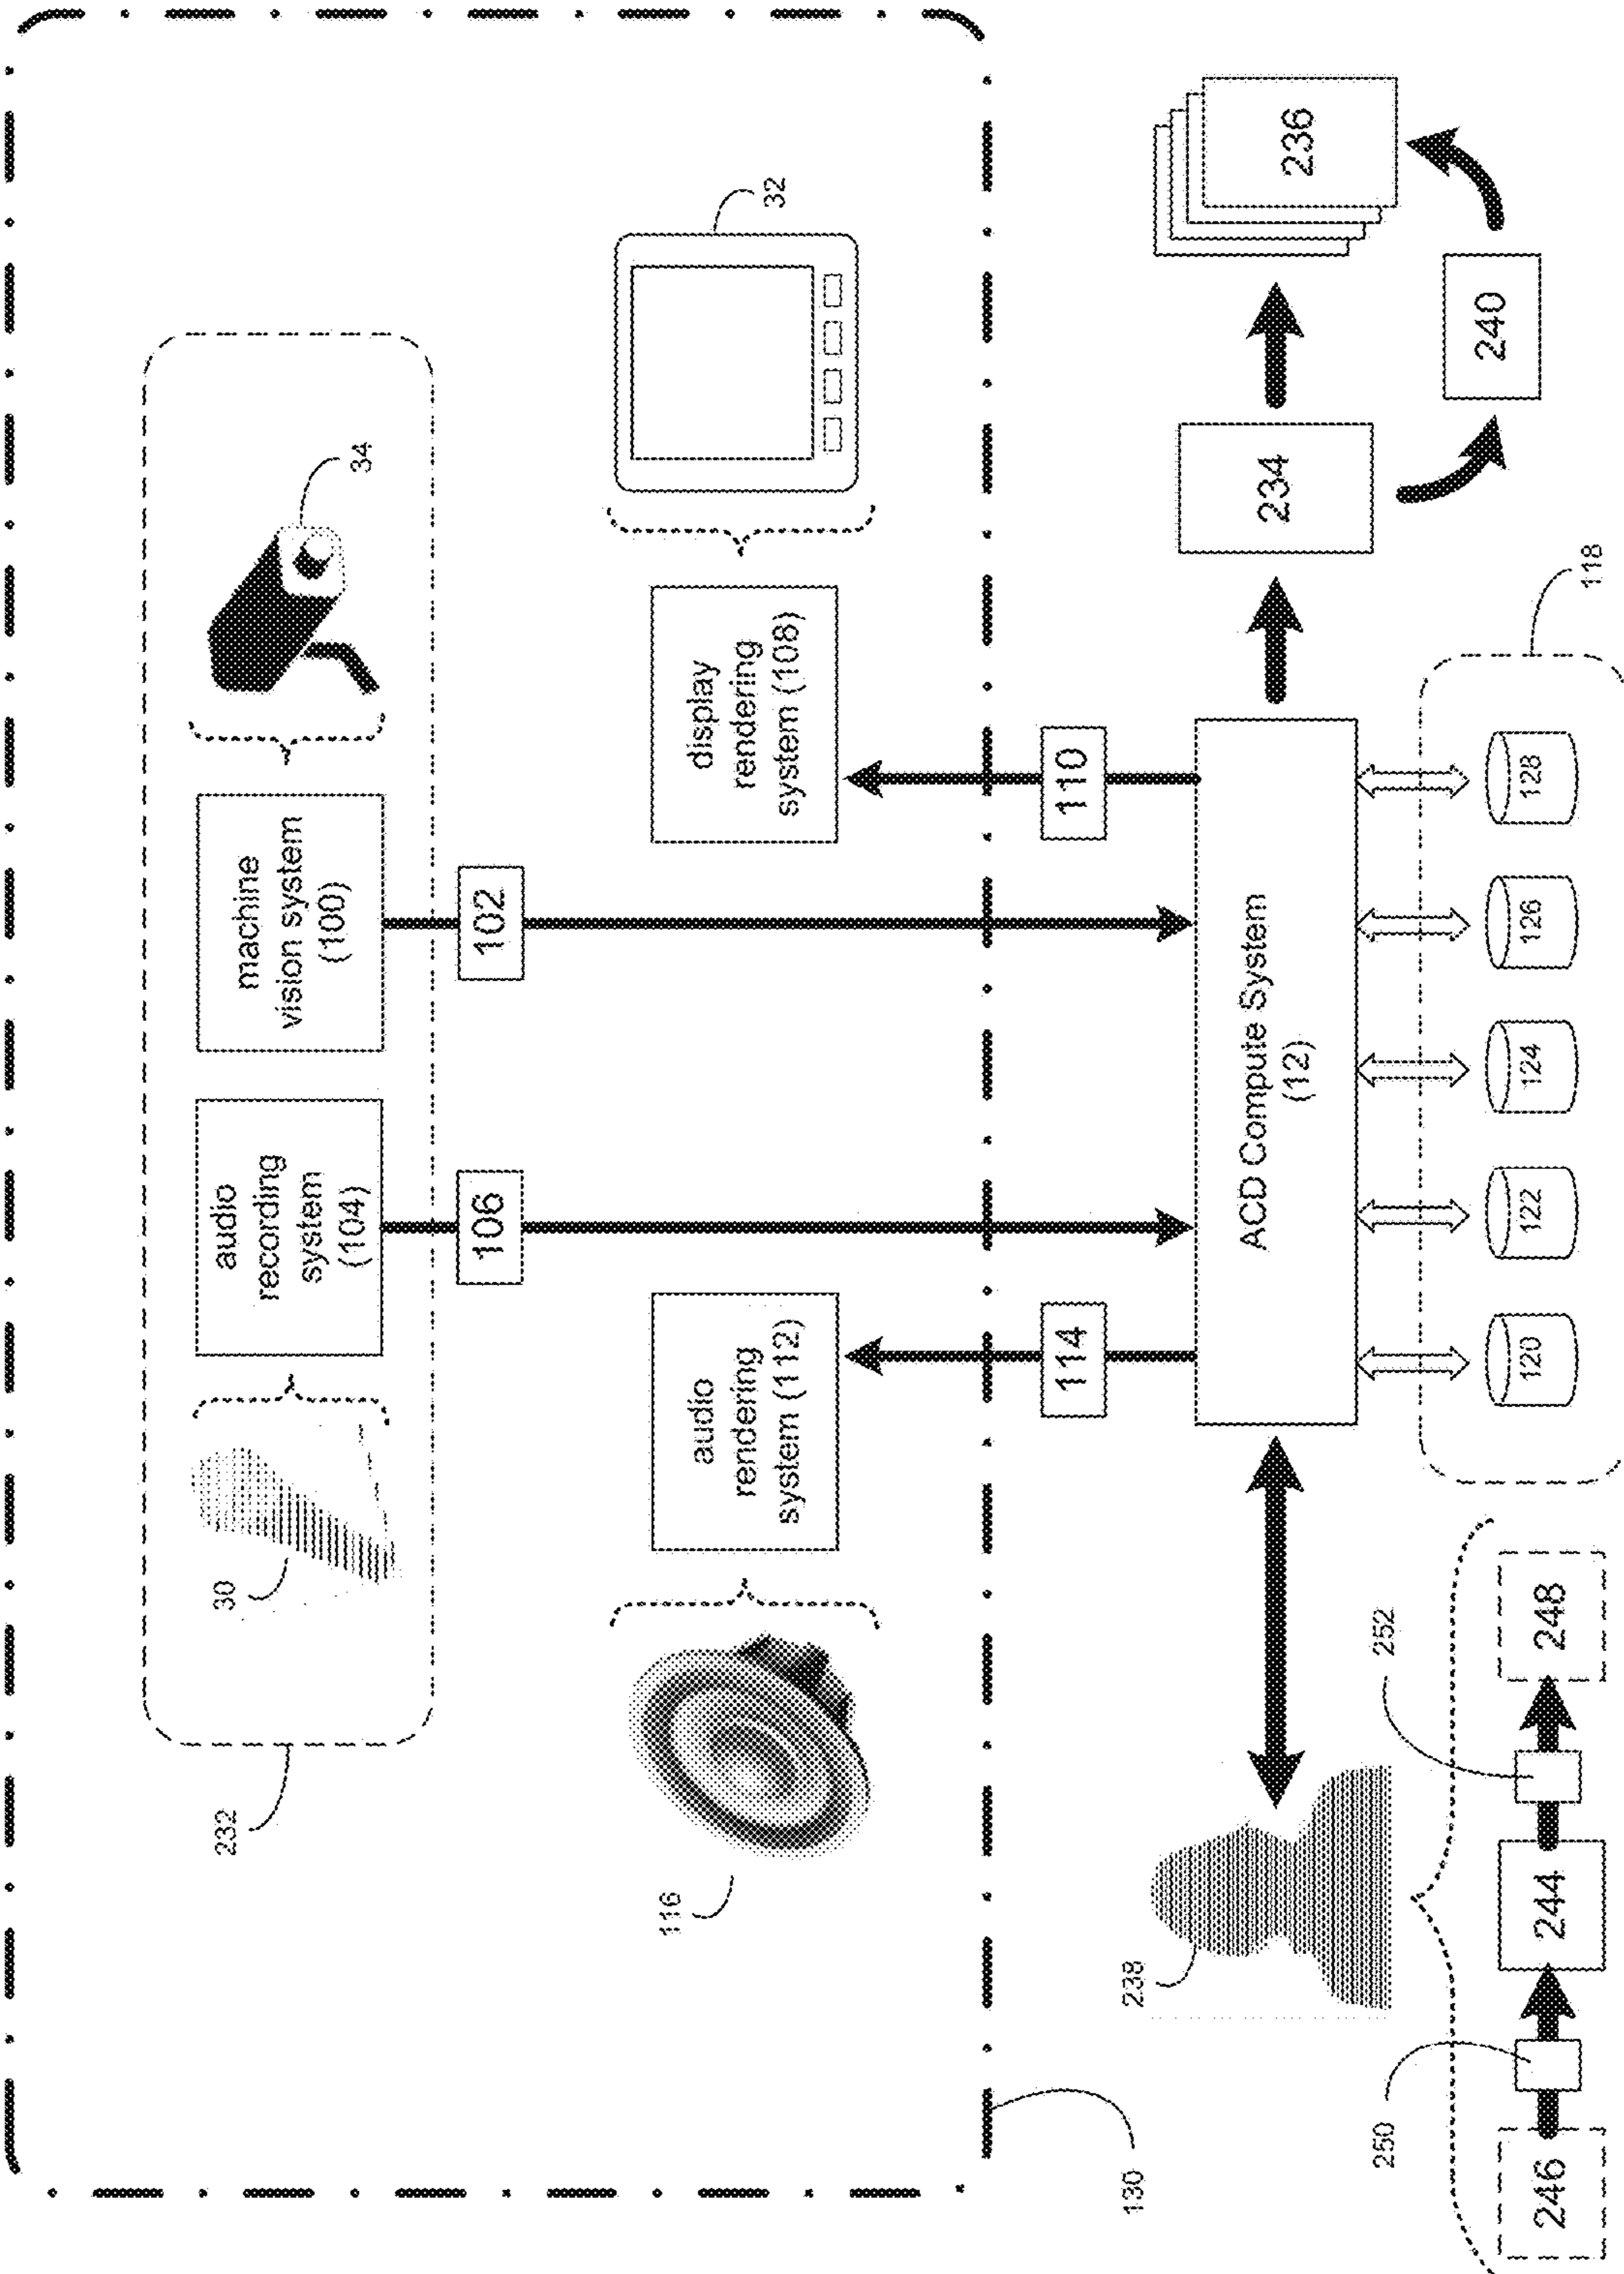 232
30
audio
recording
system
(104)
machine
vision system
(100)
34
106
102
116
audio
rendering
system (112)
display
rendering
system (108)
32
130
114
110
238
ACD Compute System
(12)
234
236
240
118
120
122
124
126
128
250
252
246
244
248